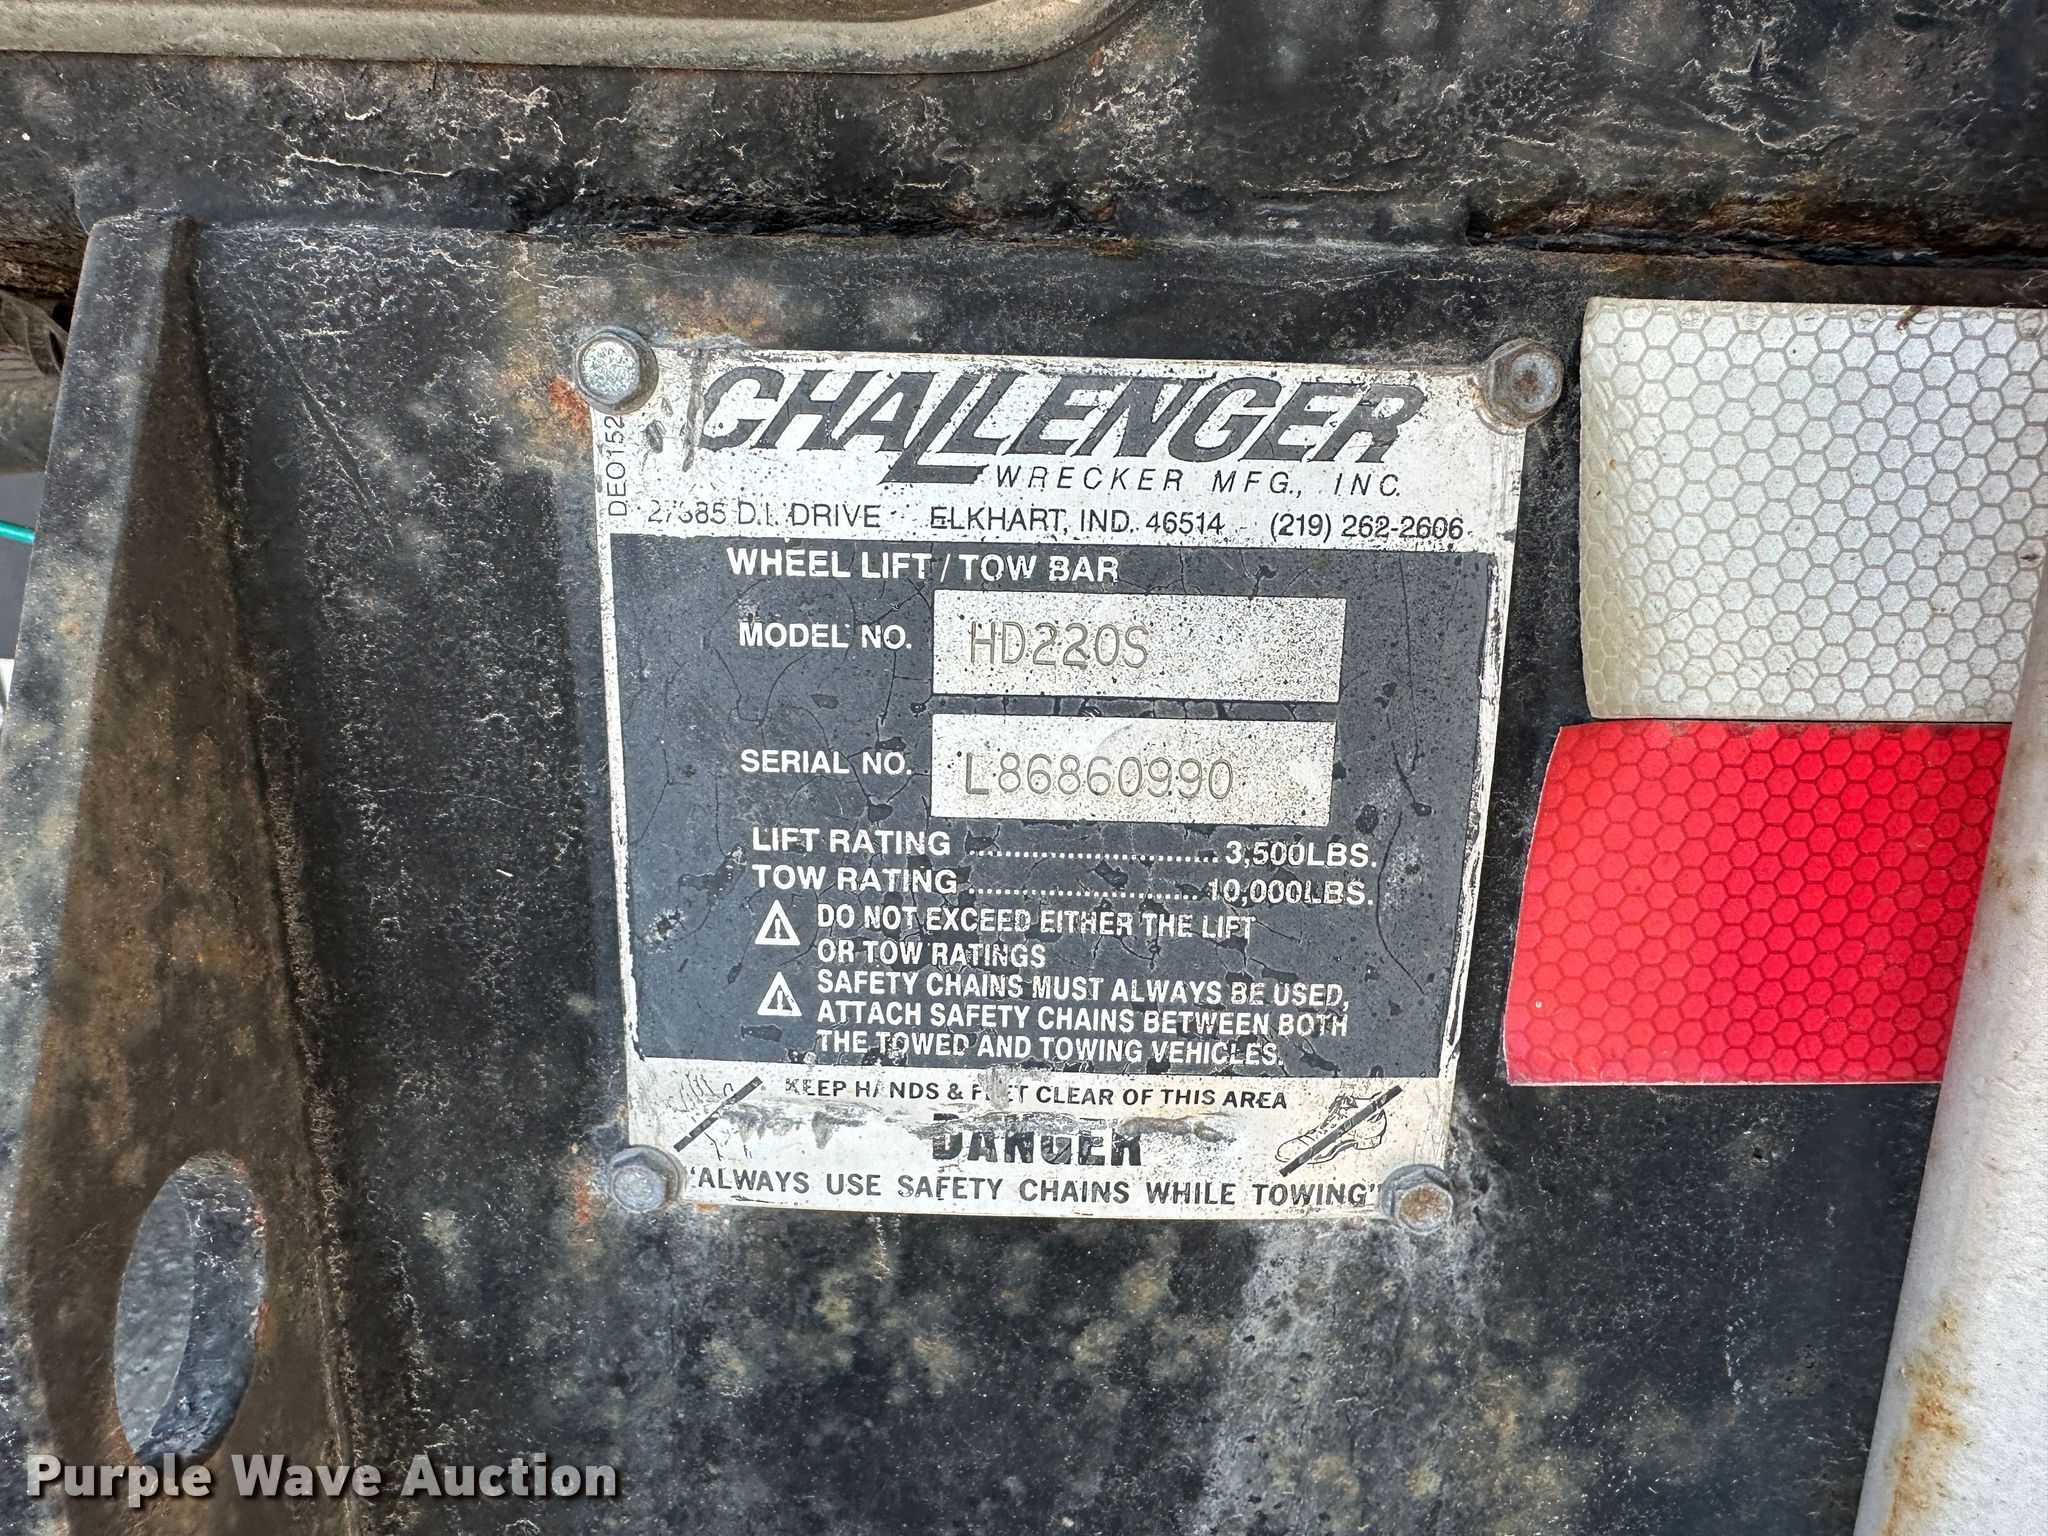 CHALLENGER
WRECKER MFG., INC.
DEO152
D.I. DRIVE ELKHART, IND. 46514 (219) 262-2606
WHEEL LIFT / TOW BAR
MODEL NO. HD220S
SERIAL NO. L86860990
LIFT RATING ............................ 3,500LBS.
TOW RATING .......................... 10,000LBS.
DO NOT EXCEED EITHER THE LIFT
OR TOW RATINGS
SAFETY CHAINS MUST ALWAYS BE USED,
ATTACH SAFETY CHAINS BETWEEN BOTH
THE TOWED AND TOWING VEHICLES.
KEEP HANDS & FEET CLEAR OF THIS AREA
DANGER
"ALWAYS USE SAFETY CHAINS WHILE TOWING"
Purple Wave Auction